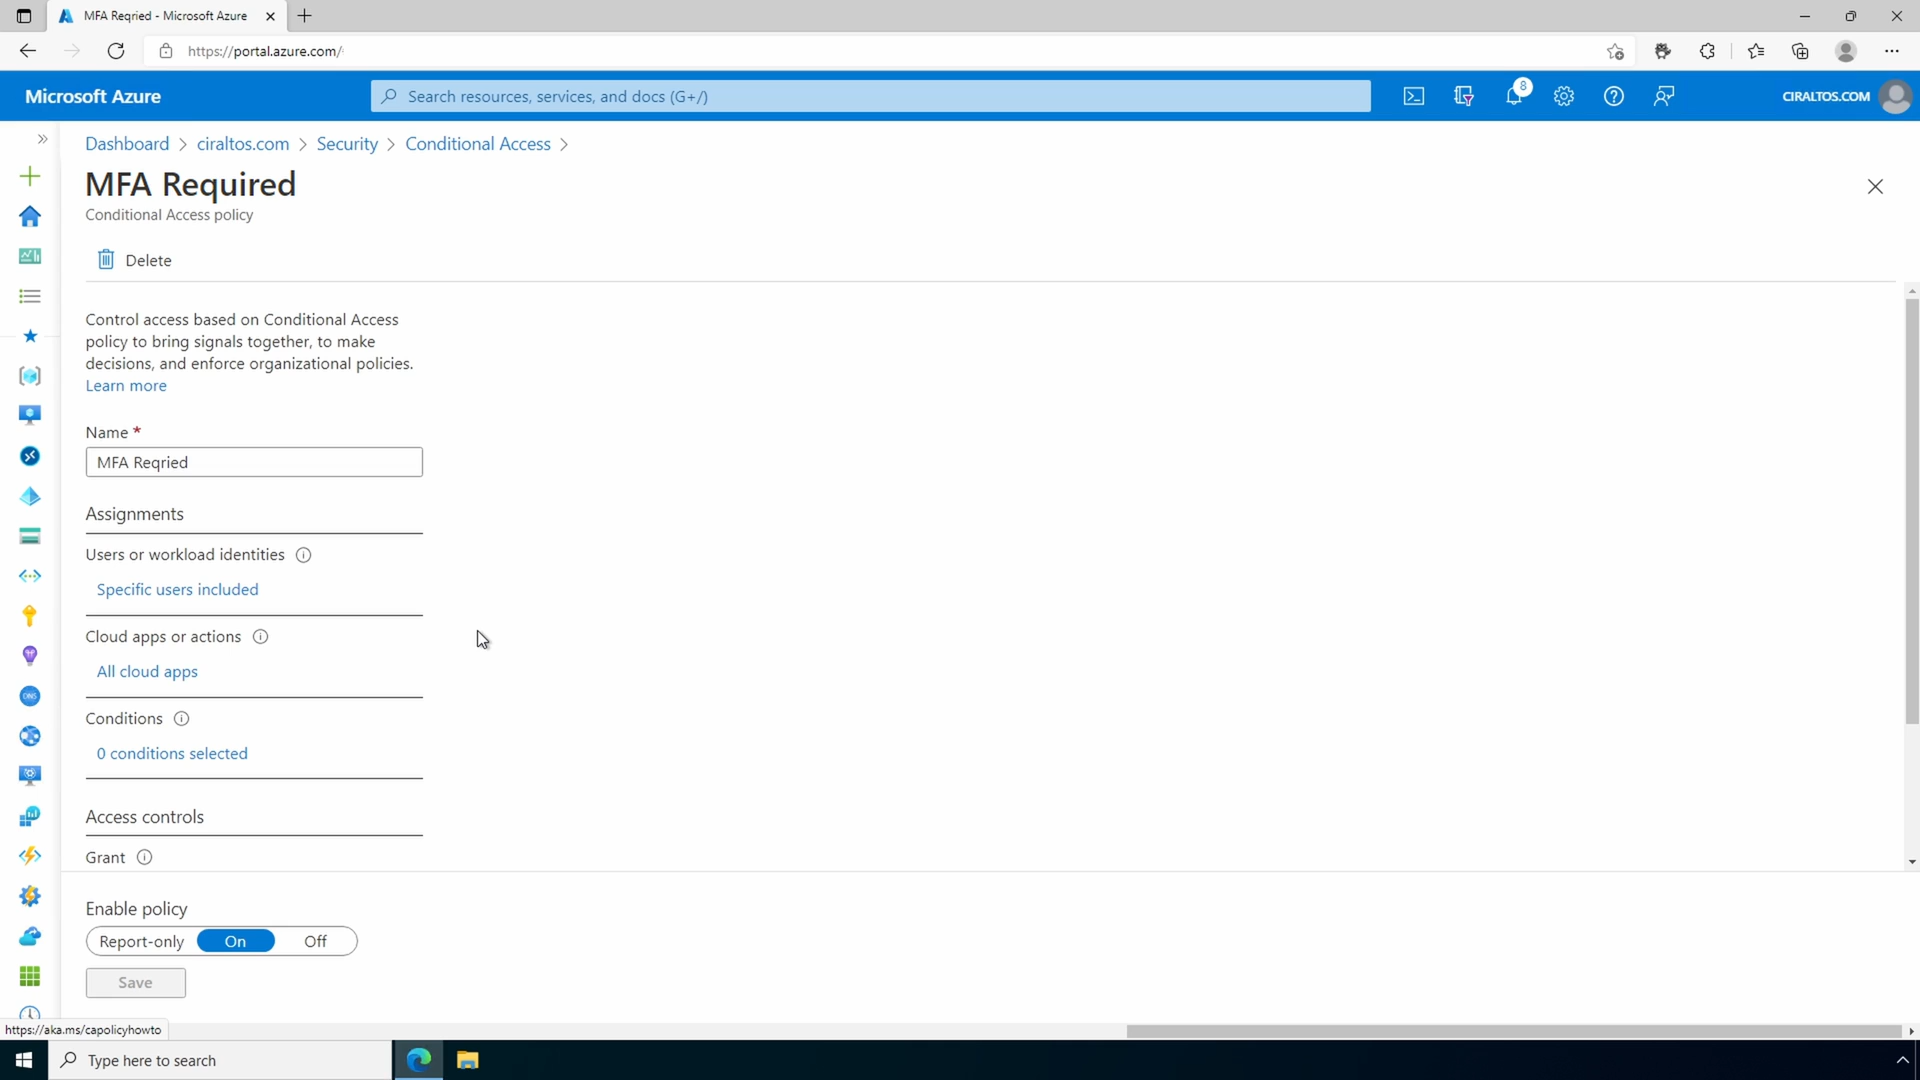 MFA Reqried - Microsoft Azure
https://portal.azure.com/
Microsoft Azure
Search resources, services, and docs (G+/)
8
CIRALTOS.COM
Dashboard > ciraltos.com > Security > Conditional Access >
MFA Required
Conditional Access policy
Delete
Control access based on Conditional Access
policy to bring signals together, to make
decisions, and enforce organizational policies.
Learn more
Name *
MFA Reqried
Assignments
Users or workload identities
Specific users included
Cloud apps or actions
All cloud apps
Conditions
0 conditions selected
Access controls
Grant
Enable policy
Report-only On Off
Save
https://aka.ms/capolicyhowto
Type here to search